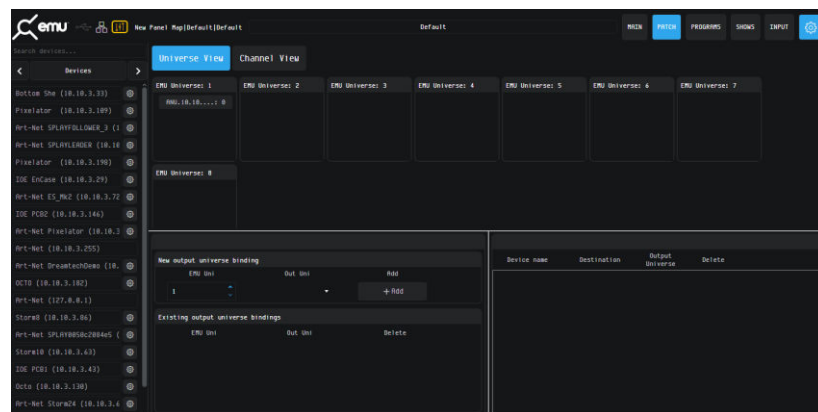 emu New Panel Map|Default|Default Default MAIN PATCH PROGRAMS SHOWS INPUT
Search devices...
Devices
Universe View Channel View
EMU Universe: 1 EMU Universe: 2 EMU Universe: 3 EMU Universe: 4 EMU Universe: 5 EMU Universe: 6 EMU Universe: 7
EMU Universe: 8
Bottom She (10.10.3.33)
Pixelator (10.10.3.189)
Art-Net SPLAYFOLLOWER_3 (1
Art-Net SPLAYLEADER (10.10
Pixelator (10.10.3.198)
IOE EnCase (10.10.3.29)
Art-Net ES_Mk2 (10.10.3.72
IOE PCB2 (10.10.3.146)
Art-Net Pixelator (10.10.3
Art-Net (10.10.3.255)
Art-Net DreamtechDemo (10.
OCTO (10.10.3.182)
Art-Net (127.0.0.1)
Storm8 (10.10.3.86)
Storm10 (10.10.3.63)
IOE PCB1 (10.10.3.43)
Octo (10.10.3.130)
Art-Net Storm24 (10.10.3.6
New output universe binding
EMU Uni Out Uni Add
1 +Add
Existing output universe bindings
EMU Uni Out Uni Delete
Device name Destination Output Universe Delete